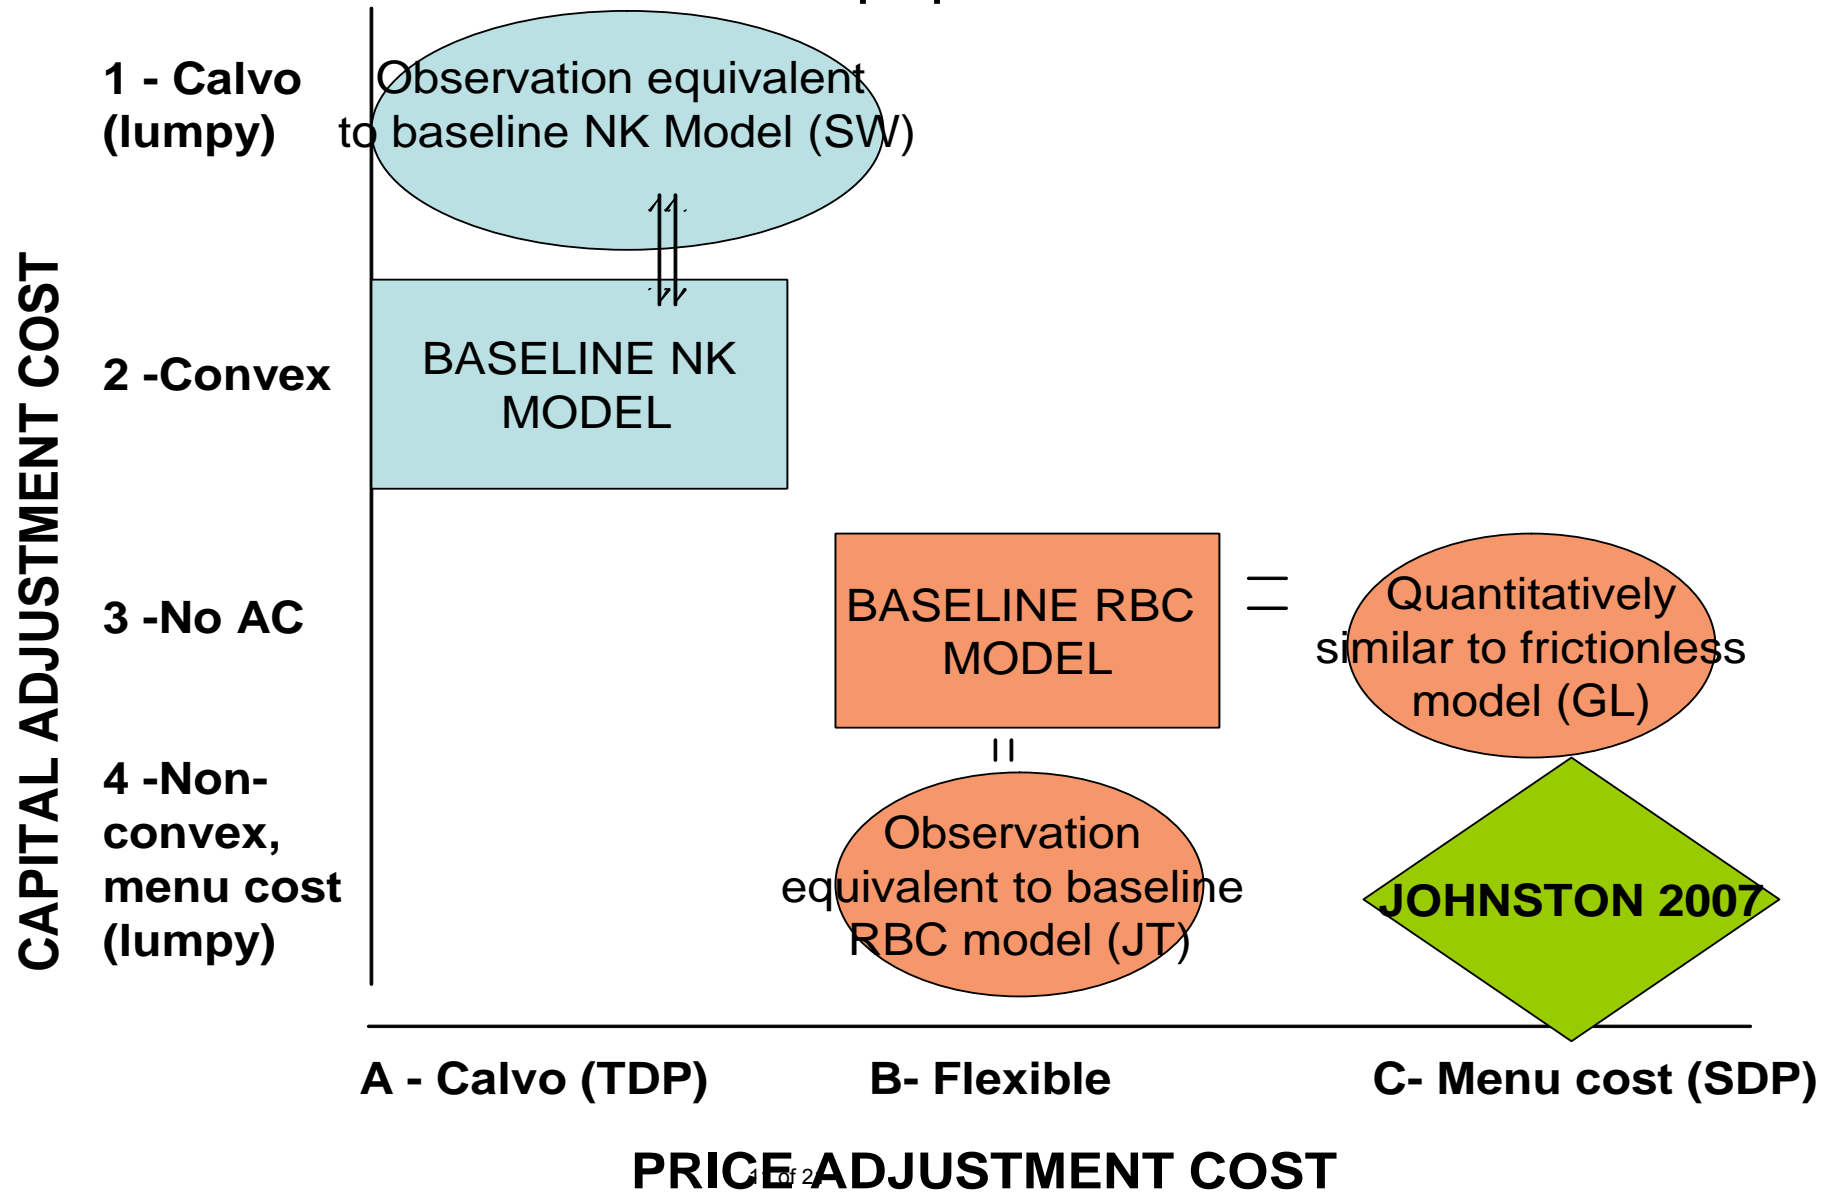 1 - Calvo
(lumpy)
Observation equivalent
to baseline NK Model (SW)
2 -Convex
BASELINE NK
MODEL
3 -No AC
BASELINE RBC
MODEL
=
Quantitatively
similar to frictionless
model (GL)
4 -Non-
convex,
menu cost
(lumpy)
=
Observation
equivalent to baseline
RBC model (JT)
JOHNSTON 2007
CAPITAL ADJUSTMENT COST
A - Calvo (TDP)
B- Flexible
C- Menu cost (SDP)
PRICE ADJUSTMENT COST